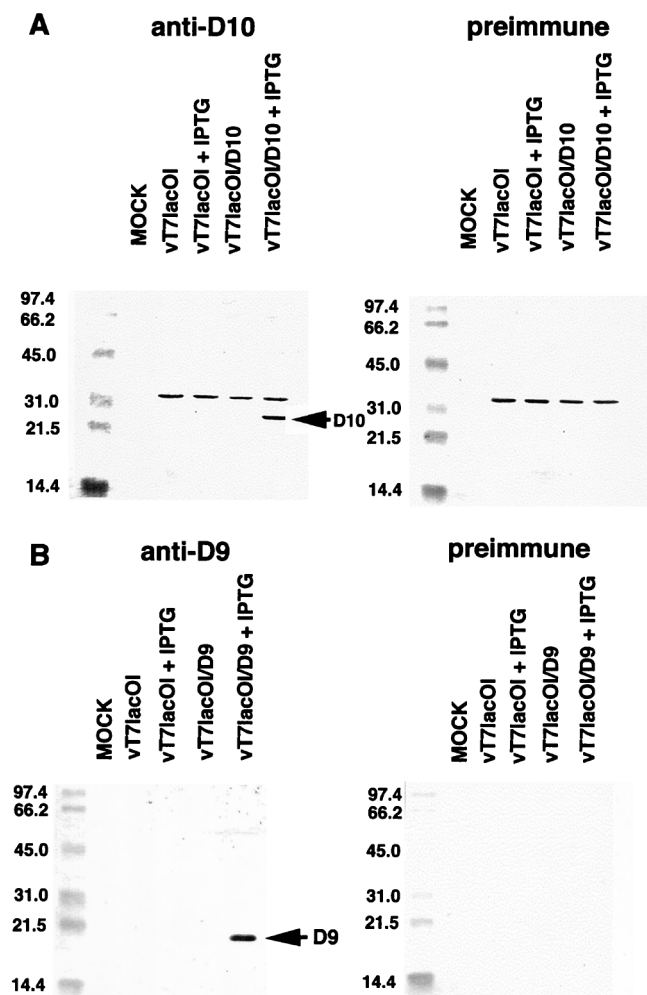 A
anti-D10
preimmune
MOCK
vT7lacOI
vT7lacOI + IPTG
vT7lacOI/D10
vT7lacOI/D10 + IPTG
MOCK
vT7lacOI
vT7lacOI + IPTG
vT7lacOI/D10
vT7lacOI/D10 + IPTG
97.4
66.2
45.0
31.0
21.5
14.4
D10
97.4
66.2
45.0
31.0
21.5
14.4
B
anti-D9
preimmune
MOCK
vT7lacOI
vT7lacOI + IPTG
vT7lacOI/D9
vT7lacOI/D9 + IPTG
MOCK
vT7lacOI
vT7lacOI + IPTG
vT7lacOI/D9
vT7lacOI/D9 + IPTG
97.4
66.2
45.0
31.0
21.5
14.4
D9
97.4
66.2
45.0
31.0
21.5
14.4